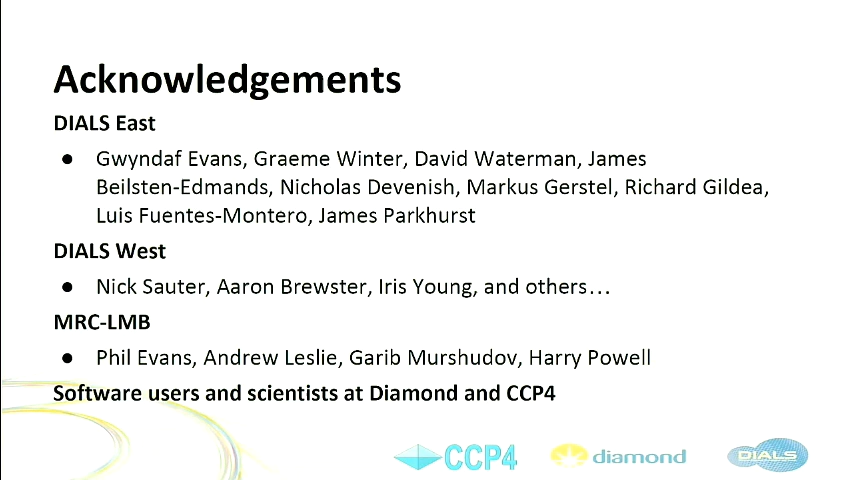 Acknowledgements
DIALS East
● Gwyndaf Evans, Graeme Winter, David Waterman, James
Beilsten-Edmands, Nicholas Devenish, Markus Gerstel, Richard Gildea,
Luis Fuentes-Montero, James Parkhurst
DIALS West
● Nick Sauter, Aaron Brewster, Iris Young, and others…
MRC-LMB
● Phil Evans, Andrew Leslie, Garib Murshudov, Harry Powell
Software users and scientists at Diamond and CCP4
CCP4 diamond DIALS